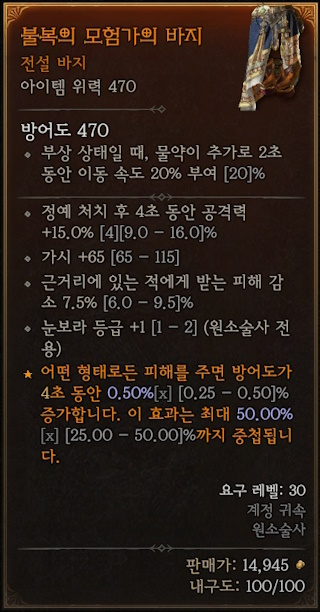 불복의 모험가의 바지
전설 바지
아이템 위력 470
방어도 470
부상 상태일 때, 물약이 추가로 2초
동안 이동 속도 20% 부여 [20]%
정예 처치 후 4초 동안 공격력
+15.0% [4][9.0 – 16.0]%
가시 +65 [65 – 115]
근거리에 있는 적에게 받는 피해 감
소 7.5% [6.0 – 9.5]%
눈보라 등급 +1 [1 – 2] (원소술사 전
용)
어떤 형태로든 피해를 주면 방어도가
4초 동안 0.50%[x] [0.25 – 0.50]%
증가합니다. 이 효과는 최대 50.00%
[x] [25.00 – 50.00]%까지 중첩됩니
다.
요구 레벨: 30
계정 귀속
원소술사
판매가: 14,945
내구도: 100/100